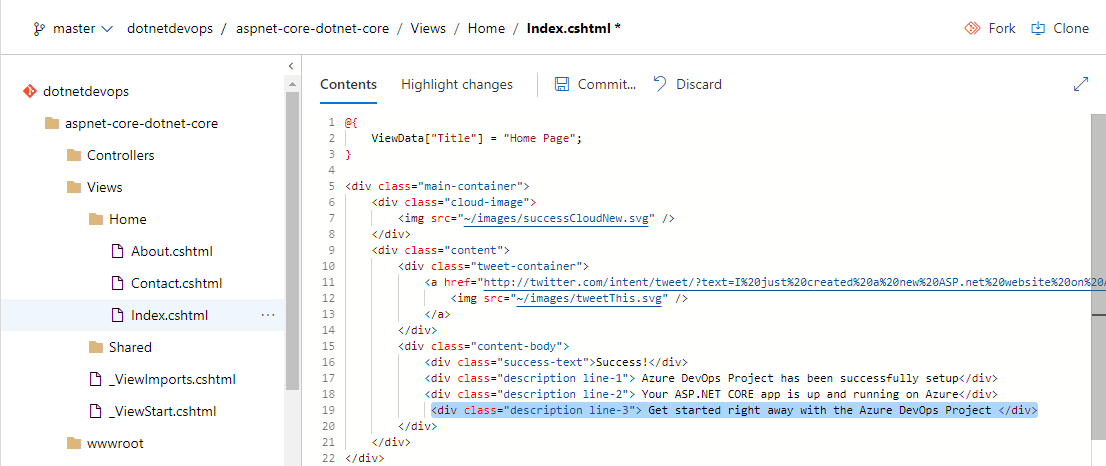 master dotnetdevops / aspnet-core-dotnet-core / Views / Home / Index.cshtml * Fork Clone
dotnetdevops
aspnet-core-dotnet-core
Controllers
Views
Home
About.cshtml
Contact.cshtml
Index.cshtml ...
Shared
_ViewImports.cshtml
_ViewStart.cshtml
wwwroot
Contents Highlight changes Commit... Discard
1 @{
2 ViewData["Title"] = "Home Page";
3 }
4
5 <div class="main-container">
6 <div class="cloud-image">
7 <img src="~/images/successCloudNew.svg" />
8 </div>
9 <div class="content">
10 <div class="tweet-container">
11 <a href="http://twitter.com/intent/tweet/?text=I%20just%20created%20a%20new%20ASP.net%20website%20on%20
12 <img src="~/images/tweetThis.svg" />
13 </a>
14 </div>
15 <div class="content-body">
16 <div class="success-text">Success!</div>
17 <div class="description line-1"> Azure DevOps Project has been successfully setup</div>
18 <div class="description line-2"> Your ASP.NET CORE app is up and running on Azure</div>
19 <div class="description line-3"> Get started right away with the Azure DevOps Project </div>
20 </div>
21 </div>
22 </div>